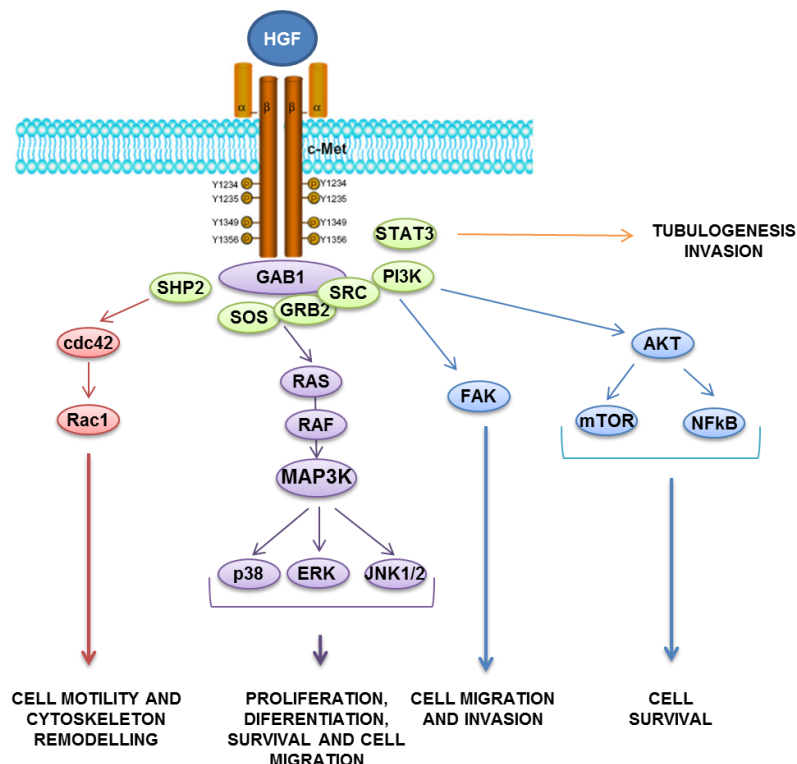 HGF
α β β α
c-Met
Y1234 P P Y1234
Y1235 P P Y1235
Y1349 P P Y1349
Y1356 P P Y1356
STAT3
TUBULOGENESIS
INVASION
GAB1
PI3K
SHP2
SRC
SOS
GRB2
cdc42
AKT
RAS
FAK
Rac1
RAF
mTOR
NFkB
MAP3K
p38
ERK
JNK1/2
CELL MOTILITY AND
CYTOSKELETON
REMODELLING
PROLIFERATION,
DIFERENTIATION,
SURVIVAL AND CELL
MIGRATION
CELL MIGRATION
AND INVASION
CELL
SURVIVAL